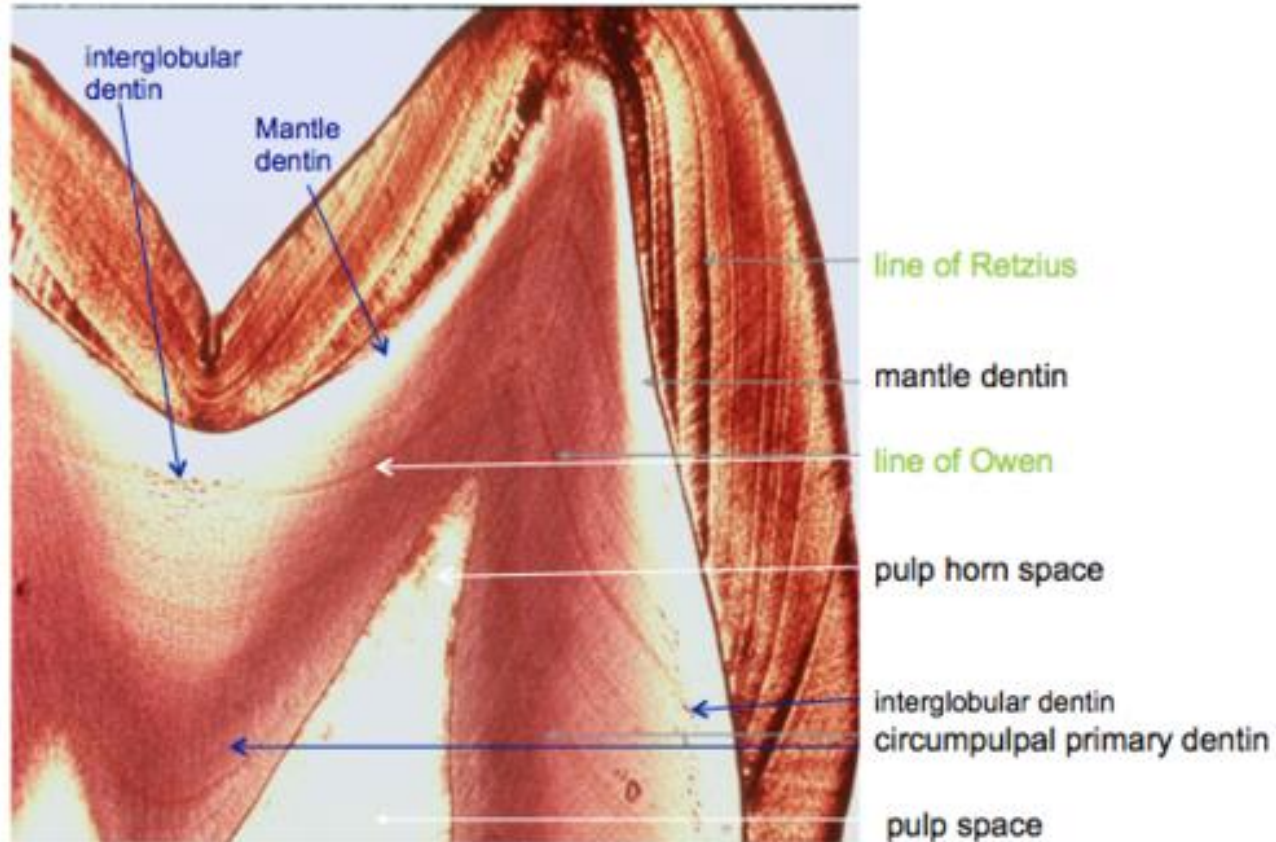 interglobular
dentin
Mantle
dentin
line of Retzius
mantle dentin
line of Owen
pulp horn space
interglobular dentin
circumpulpal primary dentin
pulp space